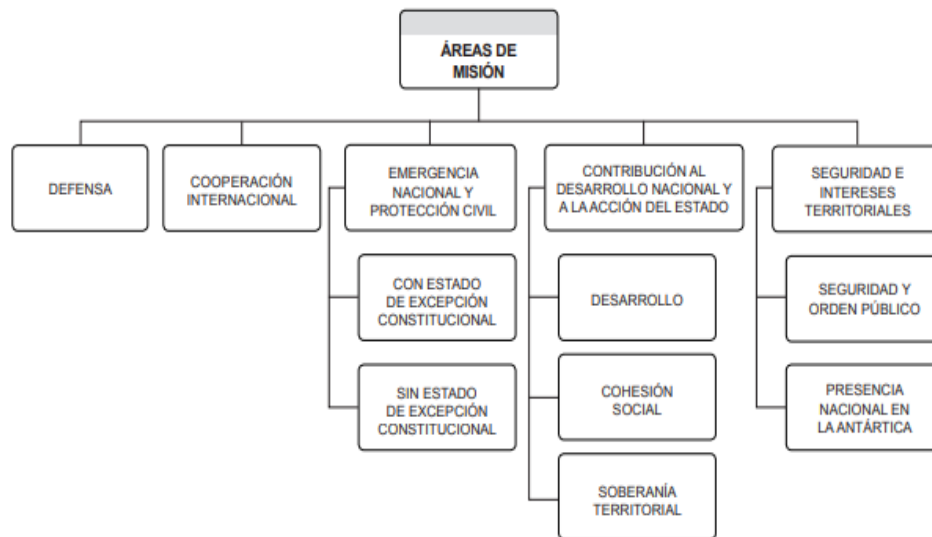 ÁREAS DE
MISIÓN
DEFENSA
COOPERACIÓN
INTERNACIONAL
EMERGENCIA
NACIONAL Y
PROTECCIÓN CIVIL
CONTRIBUCIÓN AL
DESARROLLO NACIONAL Y
A LA ACCIÓN DEL ESTADO
SEGURIDAD E
INTERESES
TERRITORIALES
CON ESTADO
DE EXCEPCIÓN
CONSTITUCIONAL
DESARROLLO
SEGURIDAD Y
ORDEN PÚBLICO
SIN ESTADO
DE EXCEPCIÓN
CONSTITUCIONAL
COHESIÓN
SOCIAL
PRESENCIA
NACIONAL EN
LA ANTÁRTICA
SOBERANÍA
TERRITORIAL